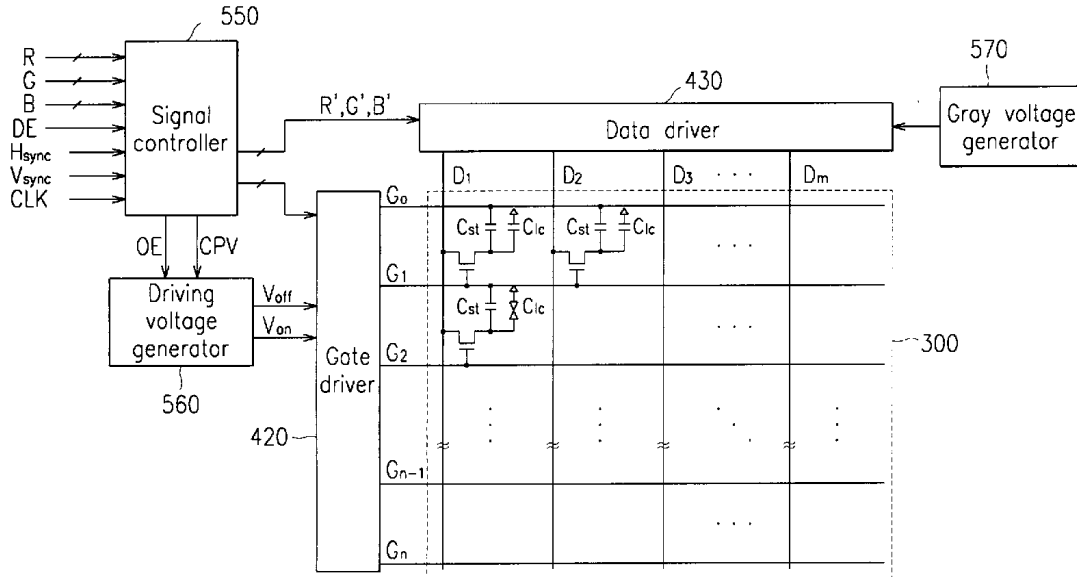 550
R
G
B
DE
Hsync
Vsync
CLK
Signal
controller
R',G',B'
430
Data driver
570
Gray voltage
generator
D1
D2
D3
Dm
OE
CPV
Driving
voltage
generator
560
Voff
Von
Gate
driver
420
G0
Cst
Clc
Cst
Clc
G1
Cst
Clc
G2
300
Gn-1
Gn